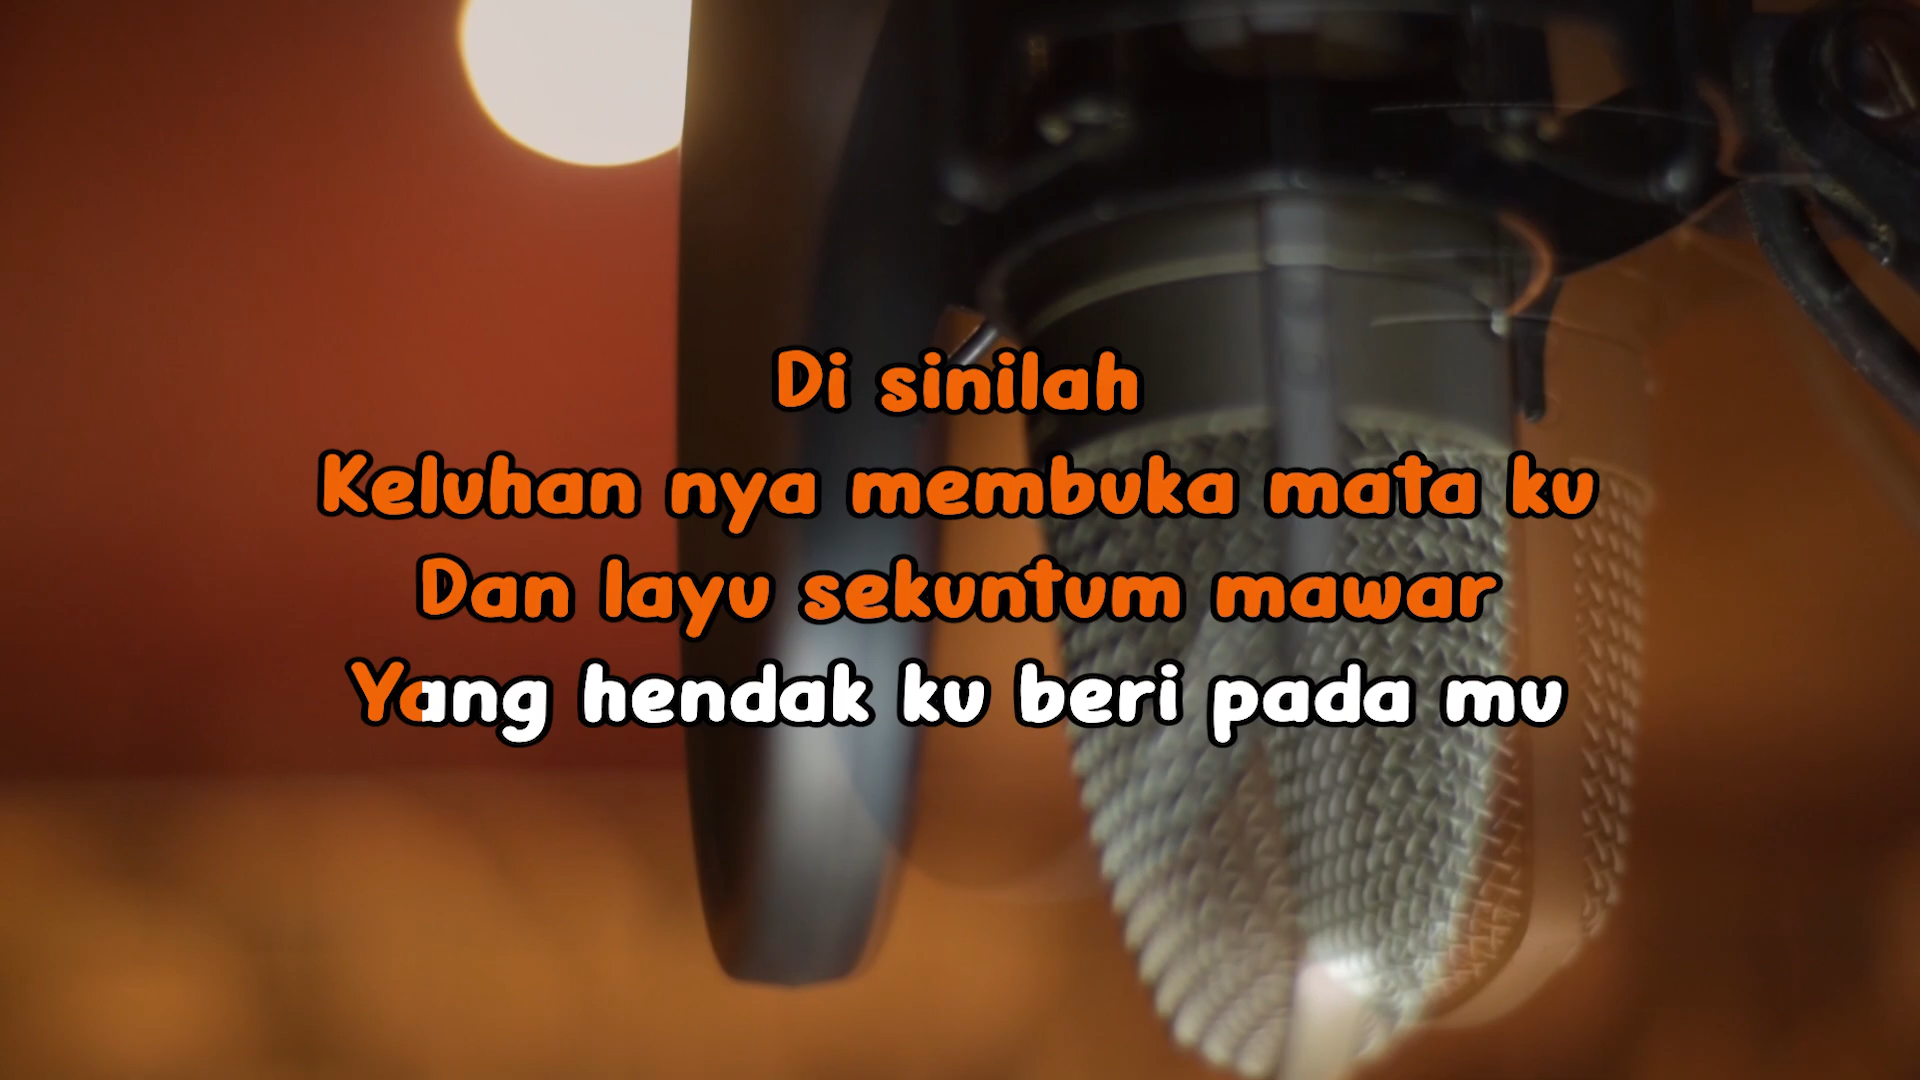 Di sinilah
Keluhan nya membuka mata ku
Dan layu sekuntum mawar
Yang hendak ku beri pada mu